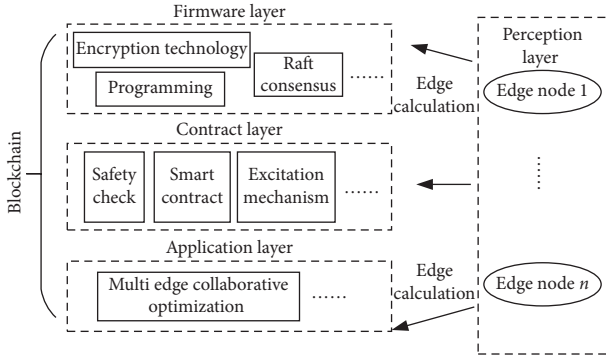 Firmware layer
Encryption technology
Programming
Raft
consensus
......
Edge
calculation
Perception
layer
Edge node 1
Blockchain
Contract layer
Safety
check
Smart
contract
Excitation
mechanism
......
......
Application layer
Multi edge collaborative
optimization
......
Edge
calculation
Edge node n